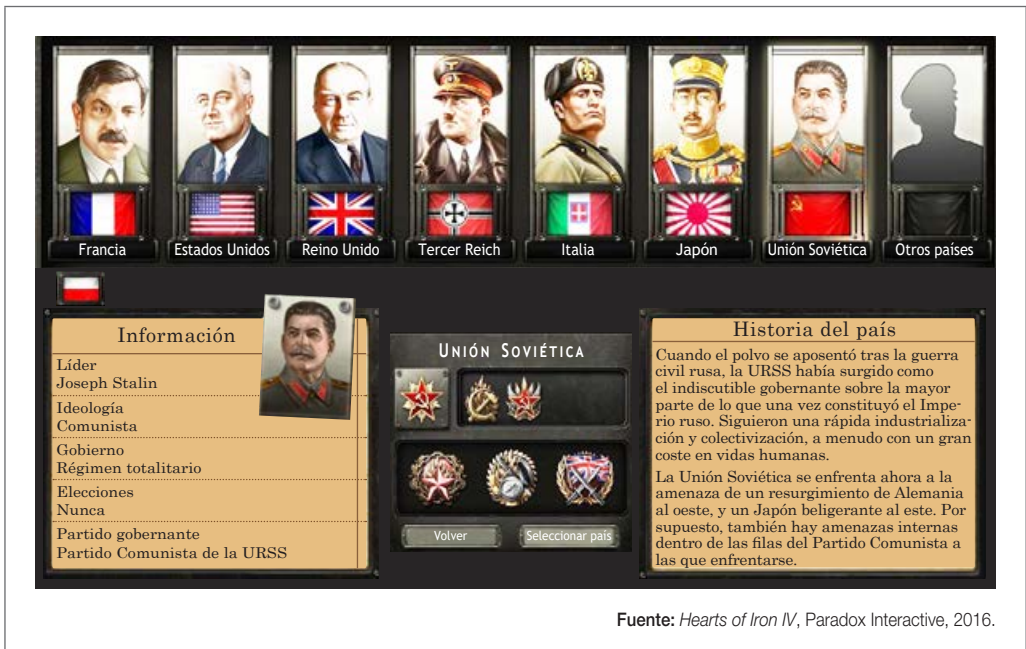 Francia
Estados Unidos
Reino Unido
Tercer Reich
Italia
Japón
Unión Soviética
Otros países
Información
Líder
Joseph Stalin
Ideología
Comunista
Gobierno
Régimen totalitario
Elecciones
Nunca
Partido gobernante
Partido Comunista de la URSS
UNIÓN SOVIÉTICA
Volver
Seleccionar país
Historia del país
Cuando el polvo se aposentó tras la guerra
civil rusa, la URSS había surgido como
el indiscutible gobernante sobre la mayor
parte de lo que una vez constituyó el Impe-
rio ruso. Siguieron una rápida industrializa-
ción y colectivización, a menudo con un gran
coste en vidas humanas.
La Unión Soviética se enfrenta ahora a la
amenaza de un resurgimiento de Alemania
al oeste, y un Japón beligerante al este. Por
supuesto, también hay amenazas internas
dentro de las filas del Partido Comunista a
las que enfrentarse.
Fuente: Hearts of Iron IV, Paradox Interactive, 2016.